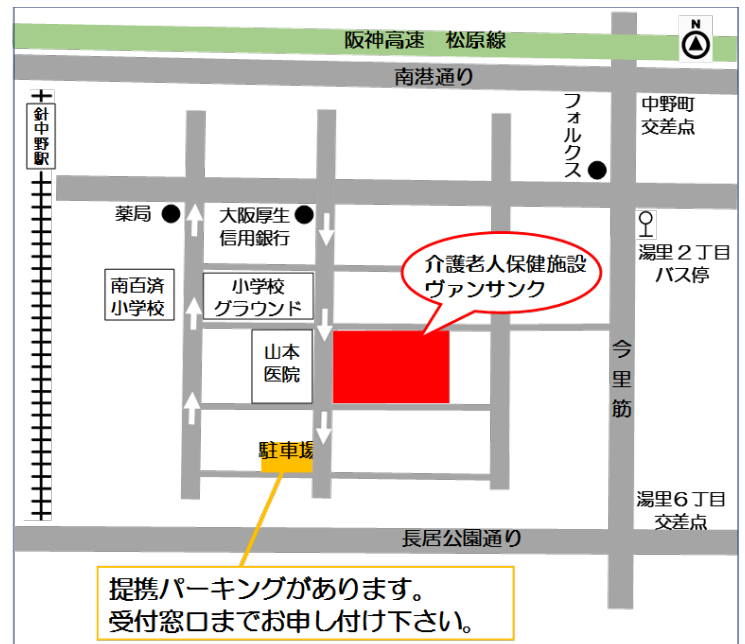 阪神高速　松原線
N
南港通り
針中野駅
フォルクス
中野町
交差点
薬局
大阪厚生
信用銀行
湯里２丁目
バス停
介護老人保健施設
ヴァンサンク
南百済
小学校
小学校
グラウンド
山本
医院
今里筋
駐車場
湯里６丁目
交差点
長居公園通り
提携パーキングがあります。
受付窓口までお申し付け下さい。